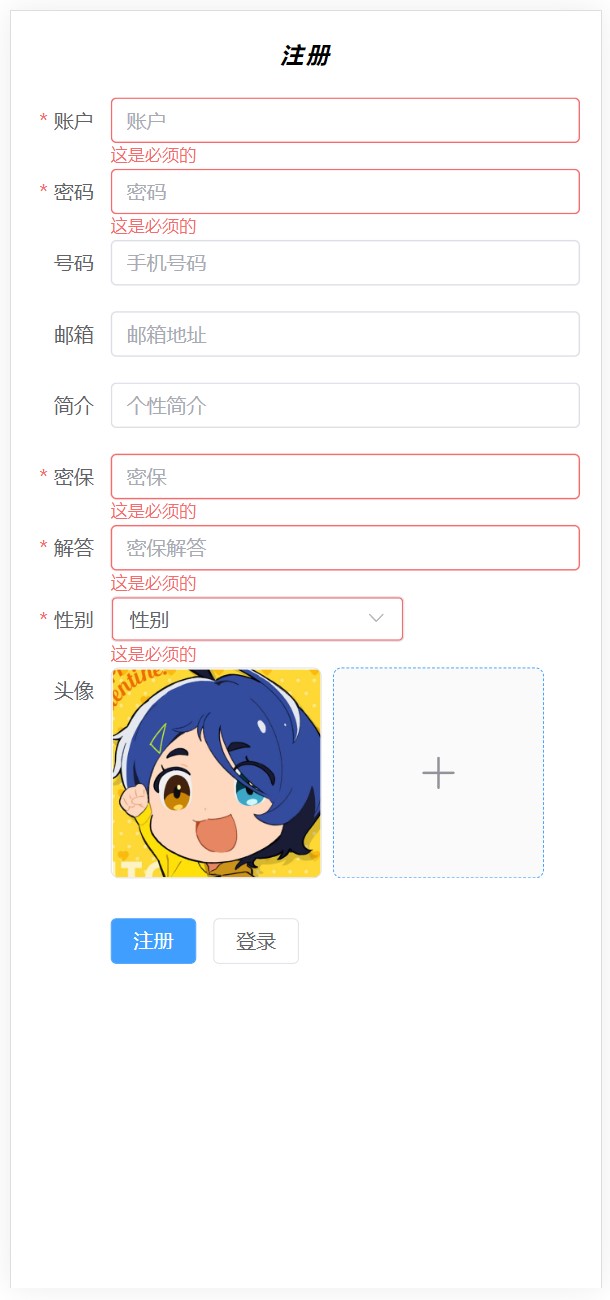 注册
* 账户 账户
这是必须的
* 密码 密码
这是必须的
号码 手机号码
邮箱 邮箱地址
简介 个性简介
* 密保 密保
这是必须的
* 解答 密保解答
这是必须的
* 性别 性别
这是必须的
头像
注册 登录